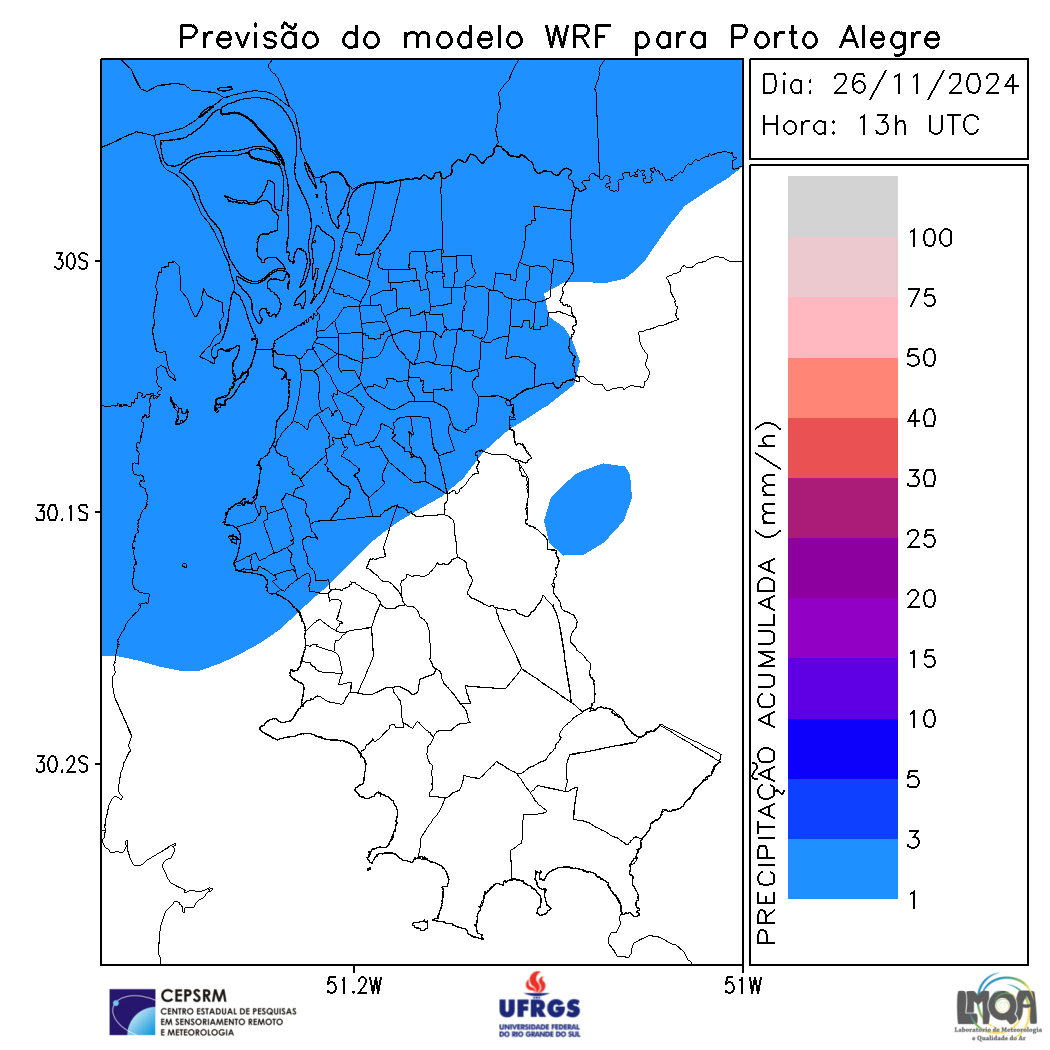 Previsão do modelo WRF para Porto Alegre
Dia: 26/11/2024
Hora: 13h UTC
30S
30.1S
30.2S
51.2W
51W
PRECIPITAÇÃO ACUMULADA (mm/h)
100
75
50
40
30
25
20
15
10
5
3
1
CEPSRM
CENTRO ESTADUAL DE PESQUISAS
EM SENSORIAMENTO REMOTO
E METEOROLOGIA
UFRGS
UNIVERSIDADE FEDERAL
DO RIO GRANDE DO SUL
LMQA
Laboratório de Meteorologia
e Qualidade do Ar